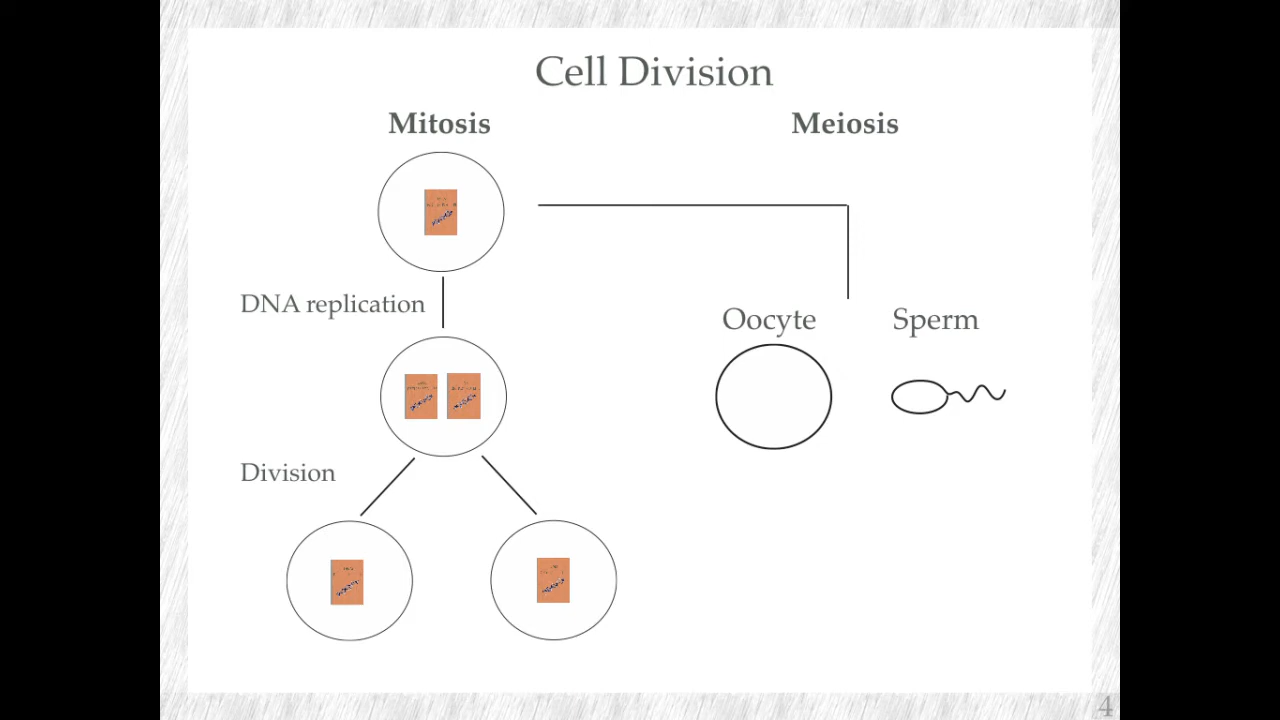 Cell Division
Mitosis
Meiosis
DNA replication
Oocyte
Sperm
Division
4